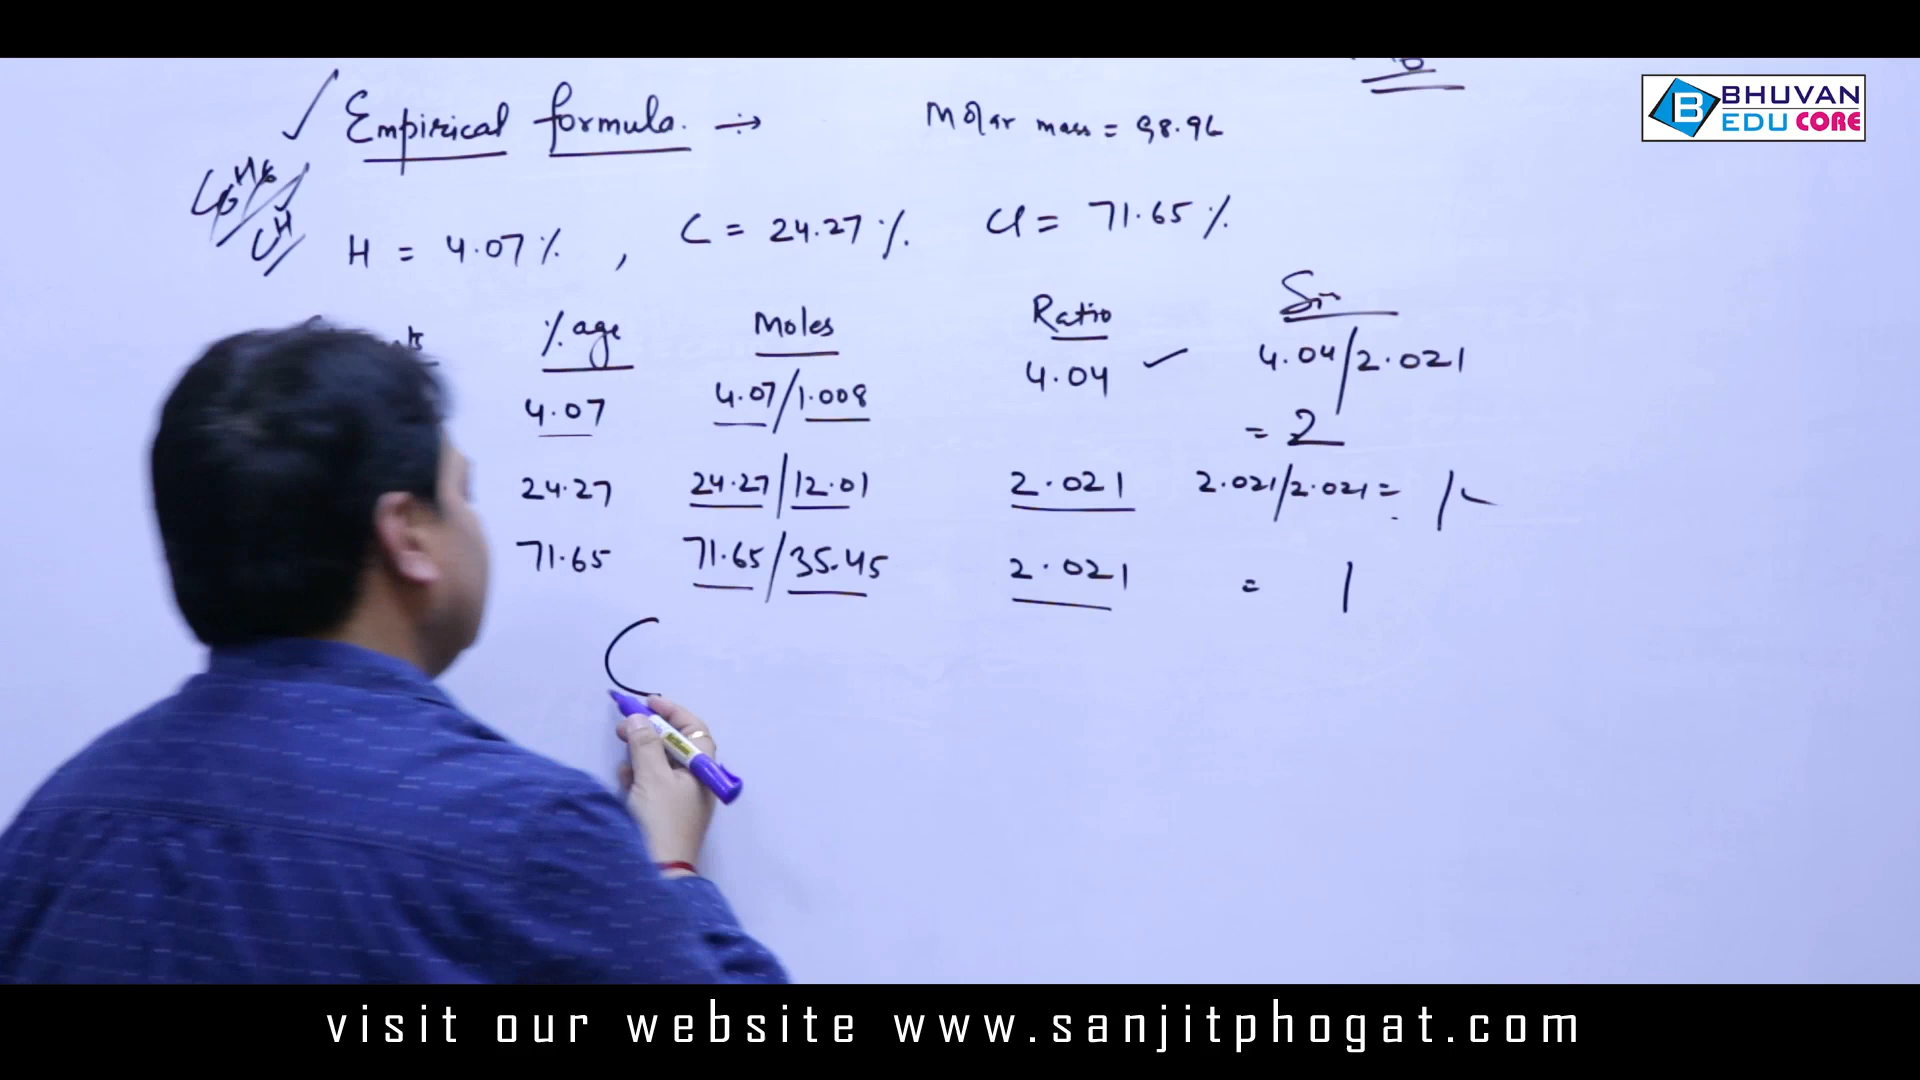 BHUVAN
EDU CORE
Empirical formula.
Molar mass = 98.96
C6H6
CH
H = 4.07% , C = 24.27% Cl = 71.65%
%age Moles Ratio
4.07 4.07/1.008 4.04 4.04/2.021
= 2
24.27 24.27/12.01 2.021 2.021/2.021 = 1
71.65 71.65/35.45 2.021 = 1
C
visit our website www.sanjitphogat.com